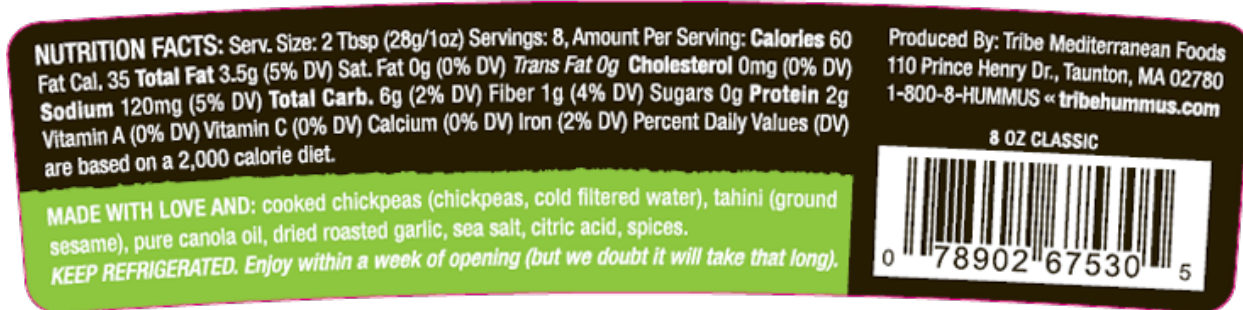 NUTRITION FACTS: Serv. Size: 2 Tbsp (28g/1oz) Servings: 8, Amount Per Serving: Calories 60
Fat Cal. 35 Total Fat 3.5g (5% DV) Sat. Fat 0g (0% DV) Trans Fat 0g Cholesterol 0mg (0% DV)
Sodium 120mg (5% DV) Total Carb. 6g (2% DV) Fiber 1g (4% DV) Sugars 0g Protein 2g
Vitamin A (0% DV) Vitamin C (0% DV) Calcium (0% DV) Iron (2% DV) Percent Daily Values (DV)
are based on a 2,000 calorie diet.
MADE WITH LOVE AND: cooked chickpeas (chickpeas, cold filtered water), tahini (ground
sesame), pure canola oil, dried roasted garlic, sea salt, citric acid, spices.
KEEP REFRIGERATED. Enjoy within a week of opening (but we doubt it will take that long).
Produced By: Tribe Mediterranean Foods
110 Prince Henry Dr., Taunton, MA 02780
1-800-8-HUMMUS « tribehummus.com
8 OZ CLASSIC
0 78902 67530 5